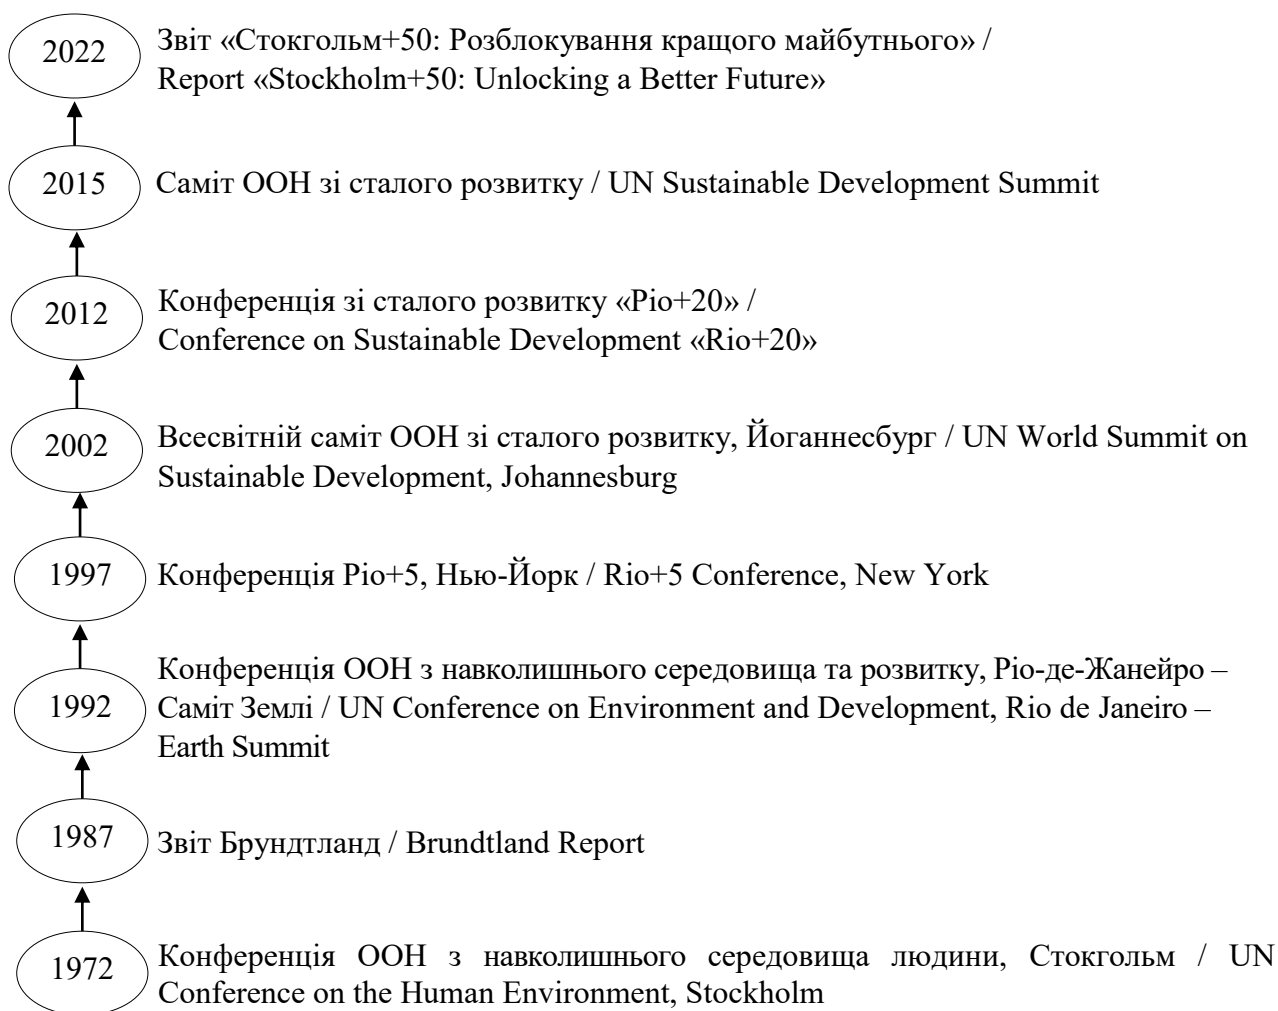 2022
Звіт «Стокгольм+50: Розблокування кращого майбутнього» /
Report «Stockholm+50: Unlocking a Better Future»
2015
Саміт ООН зі сталого розвитку / UN Sustainable Development Summit
2012
Конференція зі сталого розвитку «Ріо+20» /
Conference on Sustainable Development «Rio+20»
2002
Всесвітній саміт ООН зі сталого розвитку, Йоганнесбург / UN World Summit on
Sustainable Development, Johannesburg
1997
Конференція Ріо+5, Нью-Йорк / Rio+5 Conference, New York
1992
Конференція ООН з навколишнього середовища та розвитку, Ріо-де-Жанейро –
Саміт Землі / UN Conference on Environment and Development, Rio de Janeiro –
Earth Summit
1987
Звіт Брундтланд / Brundtland Report
1972
Конференція ООН з навколишнього середовища людини, Стокгольм / UN
Conference on the Human Environment, Stockholm